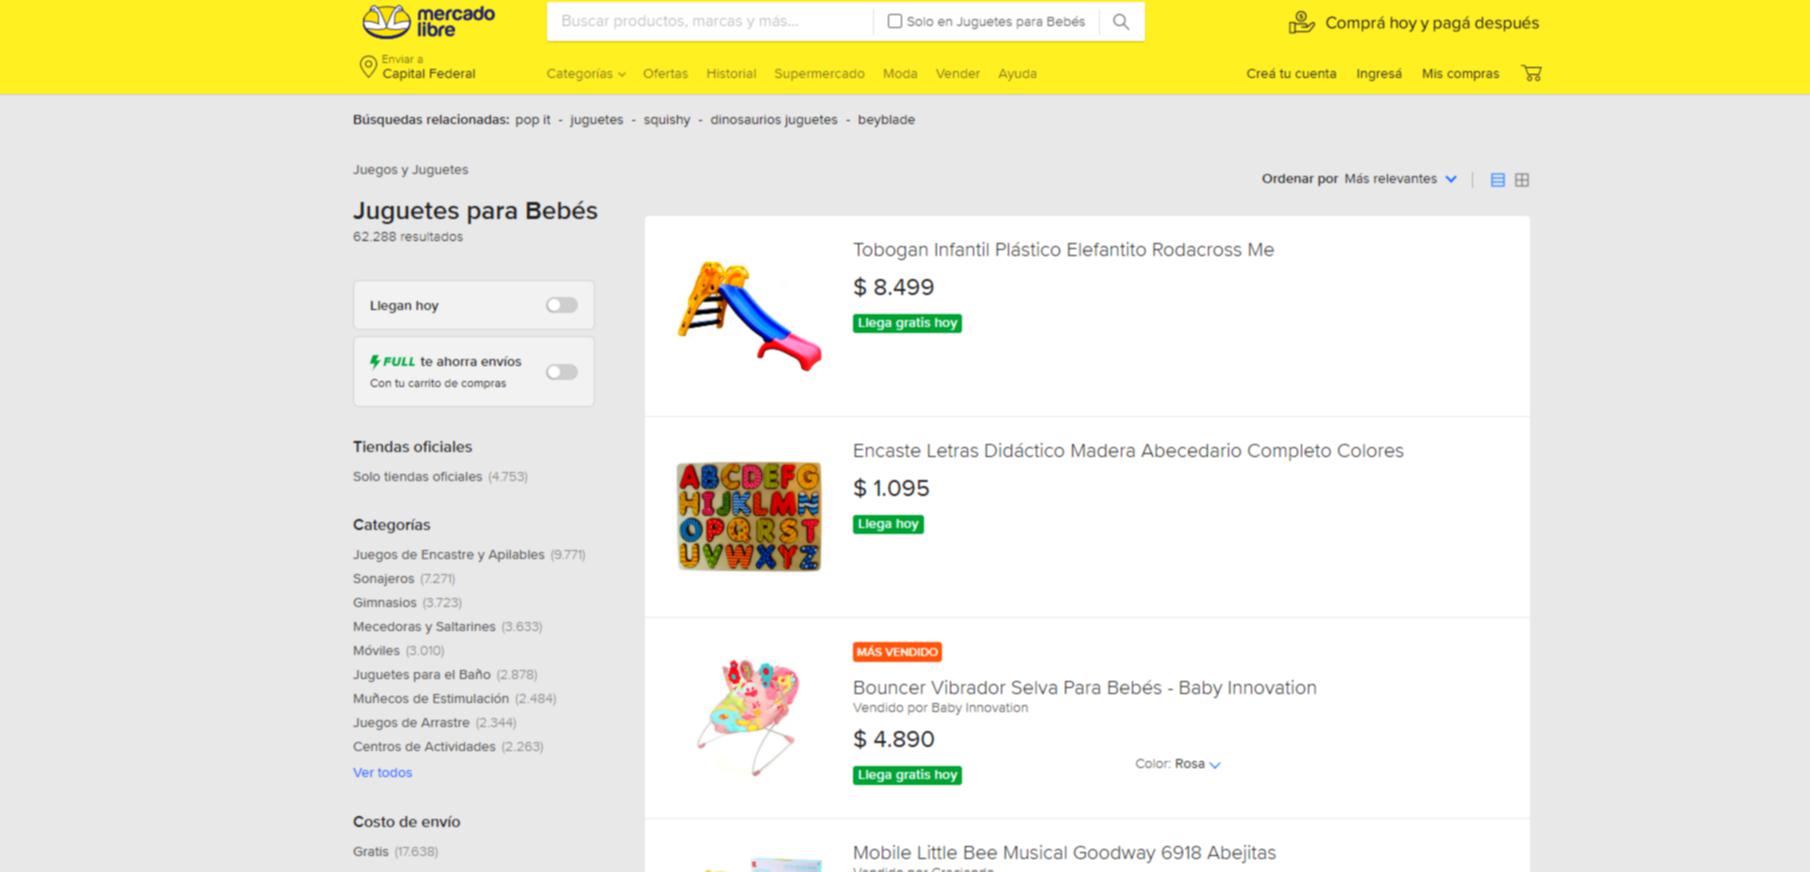 mercado
libre
Buscar productos, marcas y más...
Solo en Juguetes para Bebés
Comprá hoy y pagá después
Enviar a
Capital Federal
Categorías
Ofertas
Historial
Supermercado
Moda
Vender
Ayuda
Creá tu cuenta
Ingresá
Mis compras
Búsquedas relacionadas: pop it - juguetes - squishy - dinosaurios juguetes - beyblade
Juegos y Juguetes
Ordenar por Más relevantes
Juguetes para Bebés
62.288 resultados
Llegan hoy
FULL te ahorra envíos
Con tu carrito de compras
Tiendas oficiales
Solo tiendas oficiales (4.753)
Categorías
Juegos de Encastre y Apilables (9.771)
Sonajeros (7.271)
Gimnasios (3.723)
Mecedoras y Saltarines (3.633)
Móviles (3.010)
Juguetes para el Baño (2.878)
Muñecos de Estimulación (2.484)
Juegos de Arrastre (2.344)
Centros de Actividades (2.263)
Ver todos
Costo de envío
Gratis (17.638)
Tobogan Infantil Plástico Elefantito Rodacross Me
$ 8.499
Llega gratis hoy
ABCDEFG
HIJKLMN
OPQRST
UVWXYZ
Encaste Letras Didáctico Madera Abecedario Completo Colores
$ 1.095
Llega hoy
MÁS VENDIDO
Bouncer Vibrador Selva Para Bebés - Baby Innovation
Vendido por Baby Innovation
$ 4.890
Color: Rosa
Llega gratis hoy
Mobile Little Bee Musical Goodway 6918 Abejitas
Vendido por